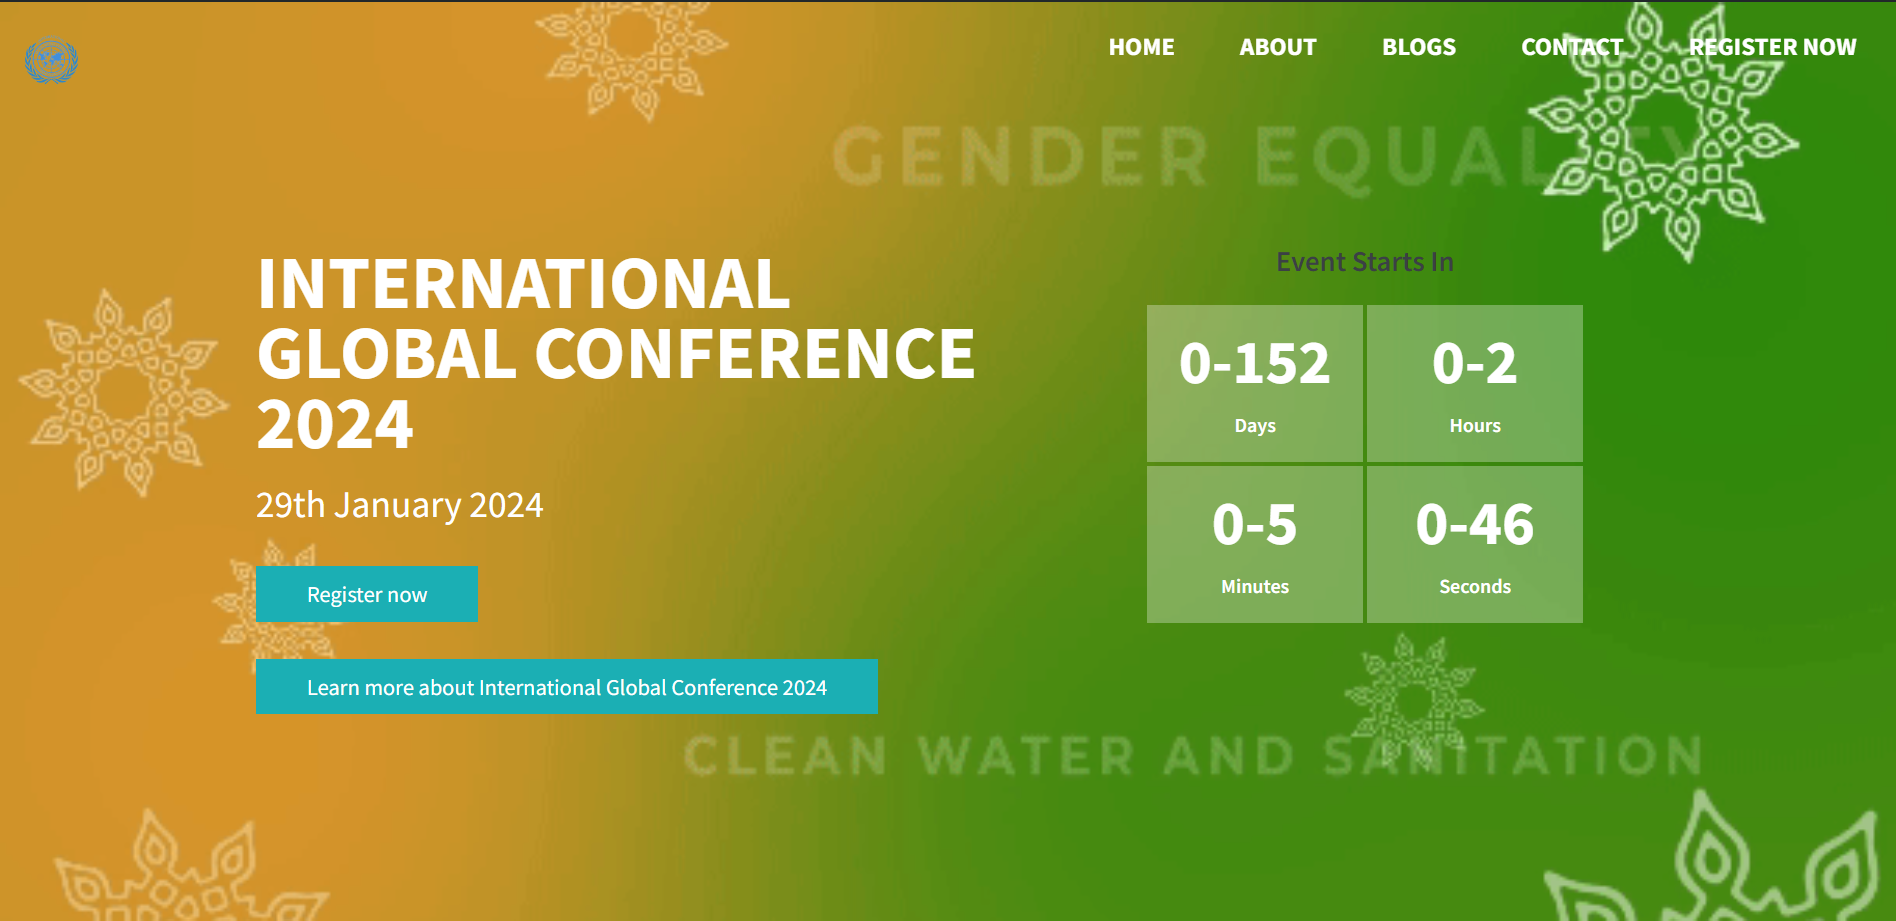 HOME ABOUT BLOGS CONTACT REGISTER NOW
GENDER EQUALITY
INTERNATIONAL
GLOBAL CONFERENCE
2024
29th January 2024
Register now
Learn more about International Global Conference 2024
Event Starts In
0-152
Days
0-2
Hours
0-5
Minutes
0-46
Seconds
CLEAN WATER AND SANITATION